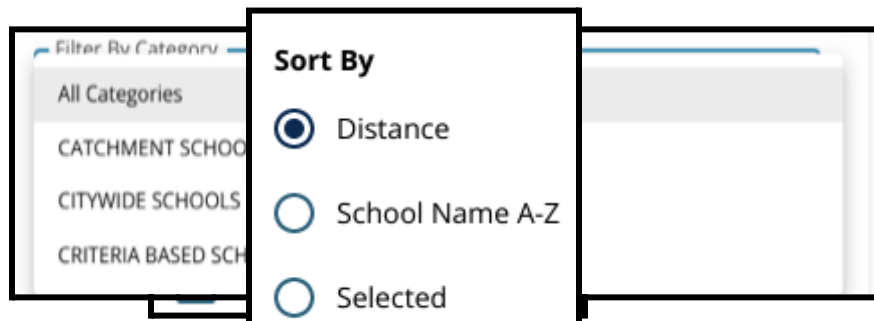 Filter By Category
All Categories
CATCHMENT SCHOO
CITYWIDE SCHOOLS
CRITERIA BASED SCH
Sort By
Distance
School Name A-Z
Selected